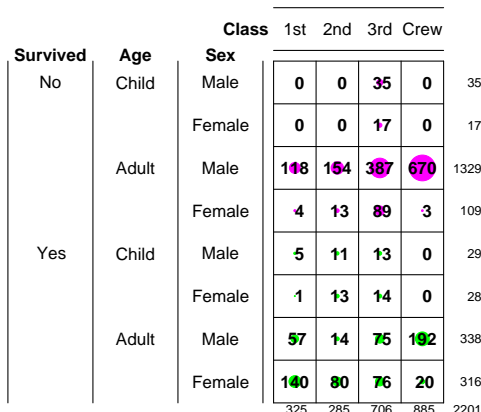 Class 1st 2nd 3rd Crew
Survived Age Sex
No Child Male 0 0 35 0 35
Female 0 0 17 0 17
Adult Male 118 154 387 670 1329
Female 4 13 89 3 109
Yes Child Male 5 11 13 0 29
Female 1 13 14 0 28
Adult Male 57 14 75 192 338
Female 140 80 76 20 316
325 285 706 885 2201